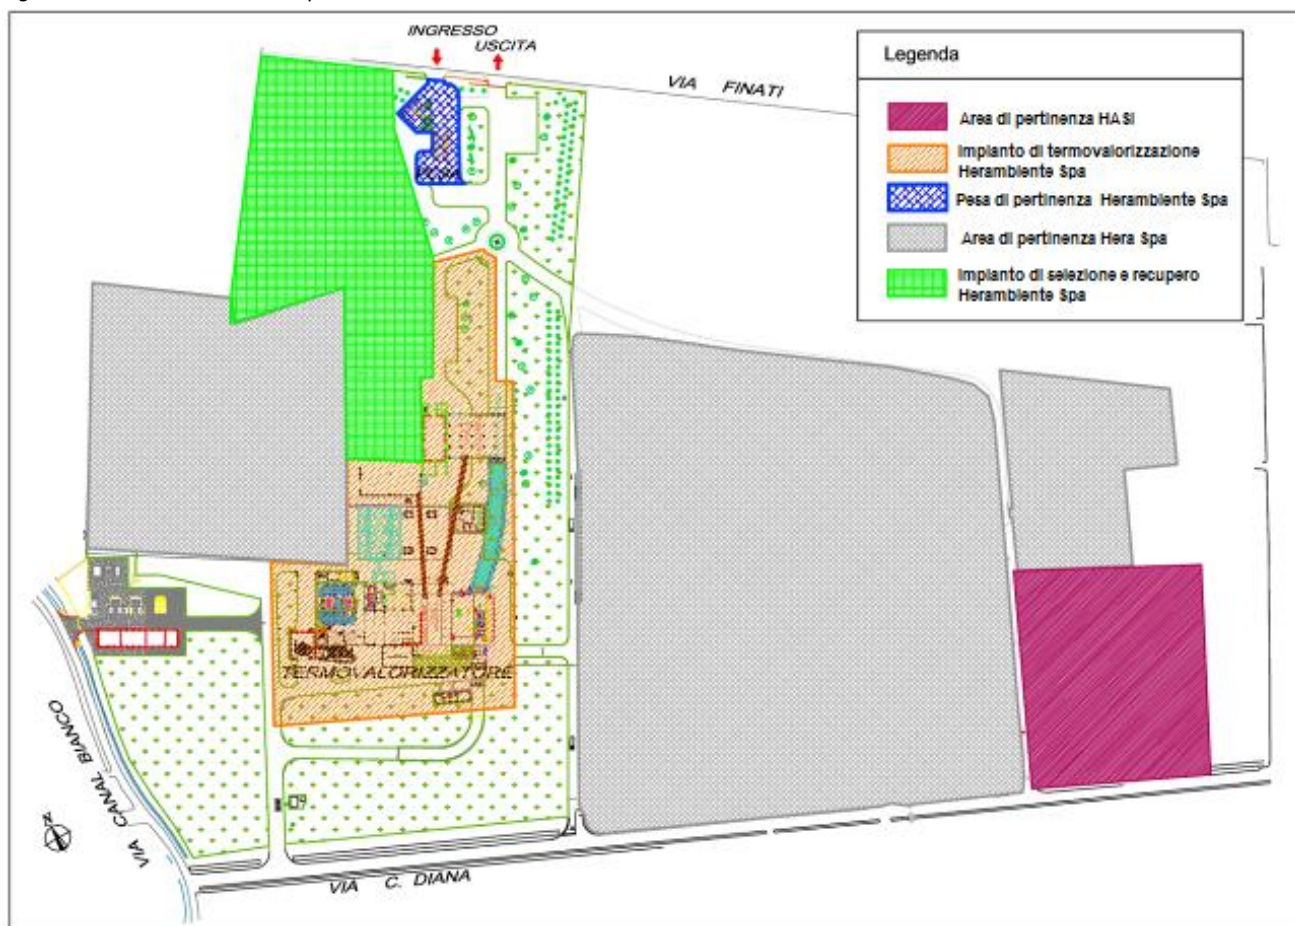 INGRESSO
USCITA
VIA FINATI
Legenda
Area di pertinenza HASI
Impianto di termovalorizzazione
Herambiente Spa
Pesa di pertinenza Herambiente Spa
Area di pertinenza Hera Spa
Impianto di selezione e recupero
Herambiente Spa
TERMOVALORIZZATORE
VIA CANAL BIANCO
N
VIA C. DIANA